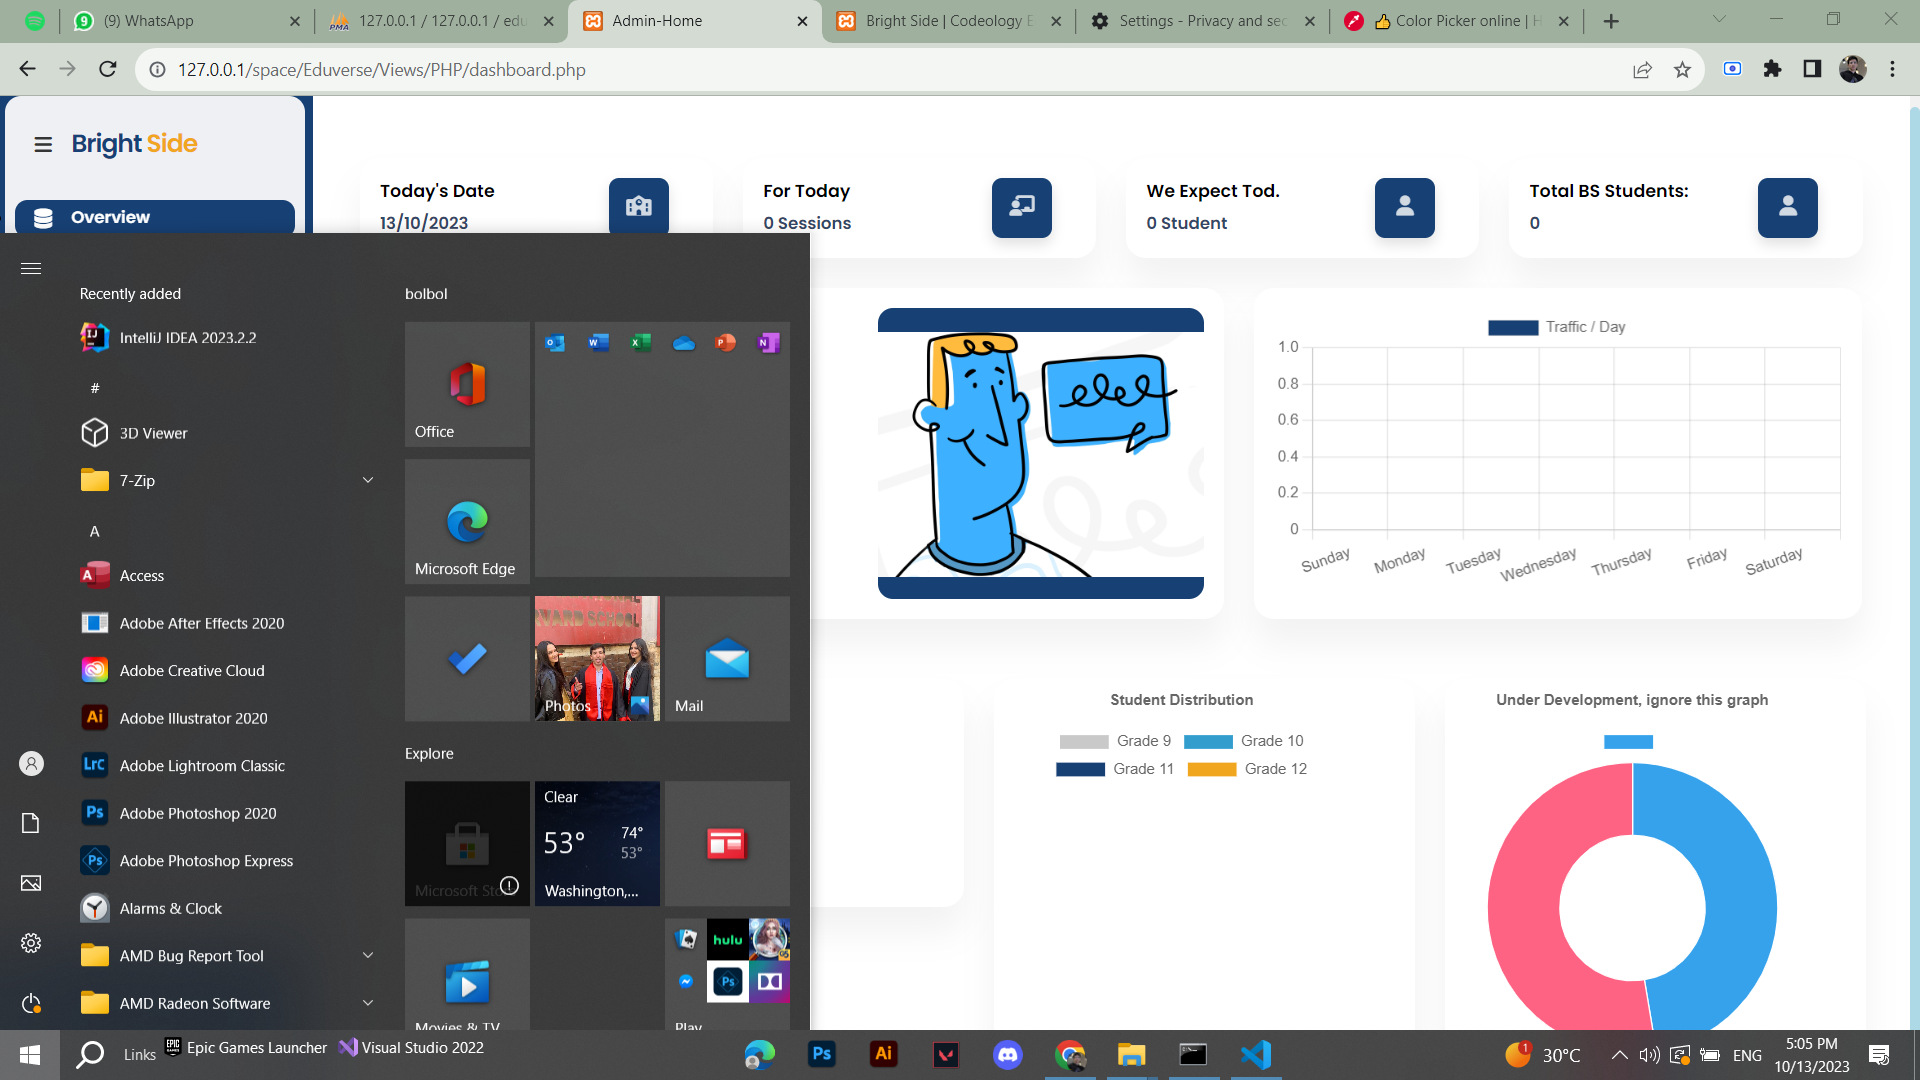 (9) WhatsApp
127.0.0.1 / 127.0.0.1 / edu
Admin-Home
Bright Side | Codeology E
Settings - Privacy and sec
👍 Color Picker online | H
127.0.0.1/space/Eduverse/Views/PHP/dashboard.php
Bright Side
Overview
Today's Date
13/10/2023
For Today
0 Sessions
We Expect Tod.
0 Student
Total BS Students:
0
Recently added
IntelliJ IDEA 2023.2.2
#
3D Viewer
7-Zip
A
Access
Adobe After Effects 2020
Adobe Creative Cloud
Adobe Illustrator 2020
Adobe Lightroom Classic
Adobe Photoshop 2020
Adobe Photoshop Express
Alarms & Clock
AMD Bug Report Tool
AMD Radeon Software
bolbol
Office
Microsoft Edge
Photos
Mail
Explore
Microsoft Sto
Clear
53°
74°
53°
Washington,...
hulu
Movies & TV
Play
Traffic / Day
1.0
0.8
0.6
0.4
0.2
0
Sunday
Monday
Tuesday
Wednesday
Thursday
Friday
Saturday
Student Distribution
Grade 9
Grade 10
Grade 11
Grade 12
Under Development, ignore this graph
Links
Epic Games Launcher
Visual Studio 2022
1
30°C
ENG
5:05 PM
10/13/2023